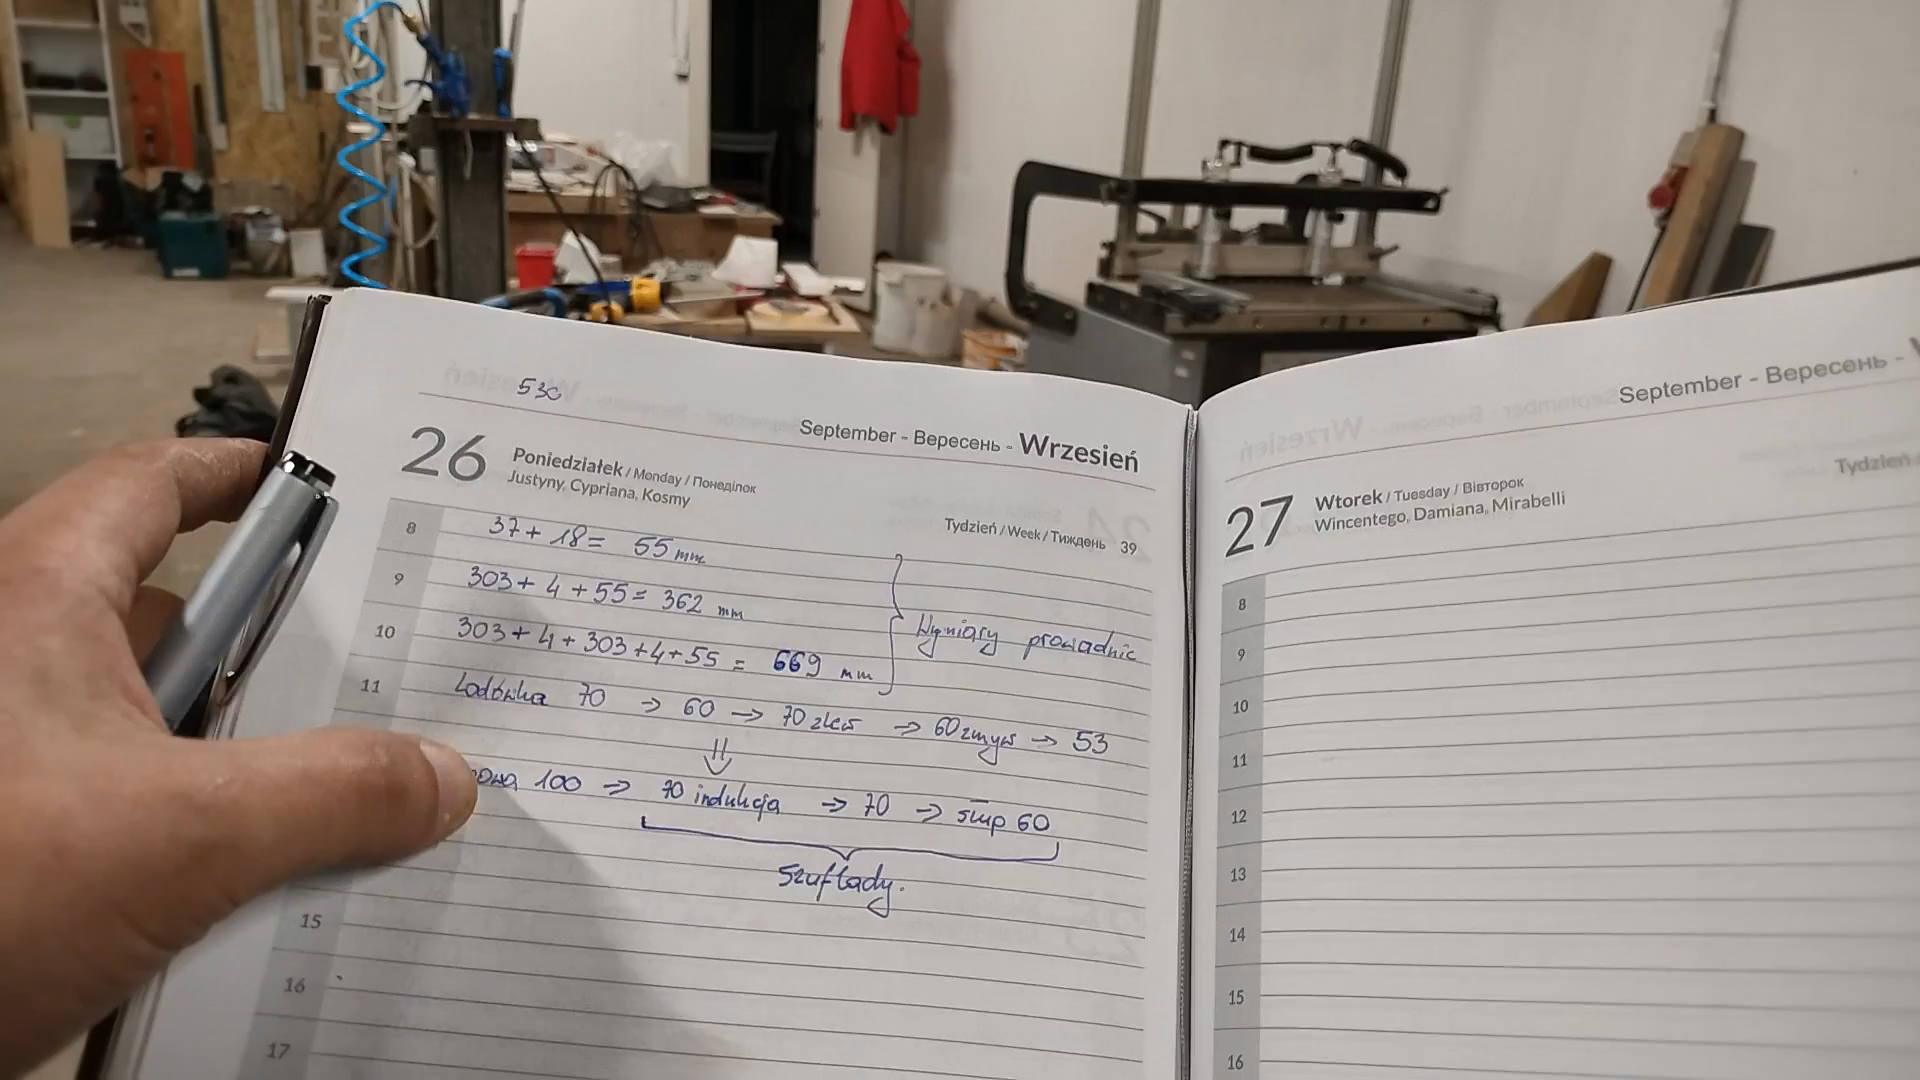 530
September - Вересень - Wrzesień
26
Poniedziałek / Monday / Понеділок
Justyny, Cypriana, Kosmy
Tydzień / Week / Тиждень 39
8 37 + 18 = 55 mm
9 303 + 4 + 55 = 362 mm
10 303 + 4 + 303 + 4 + 55 = 669 mm
Wymiary prowadnic
11 Lodówka 70 → 60 → 70 zlew → 60 zmyw → 53
100 → 70 indukcja → 70 → 60
Szuflady.
15
16
17
September - Вересень -
27
Wtorek / Tuesday / Вівторок
Wincentego, Damiana, Mirabelli
Tydzień
8
9
10
11
12
13
14
15
16